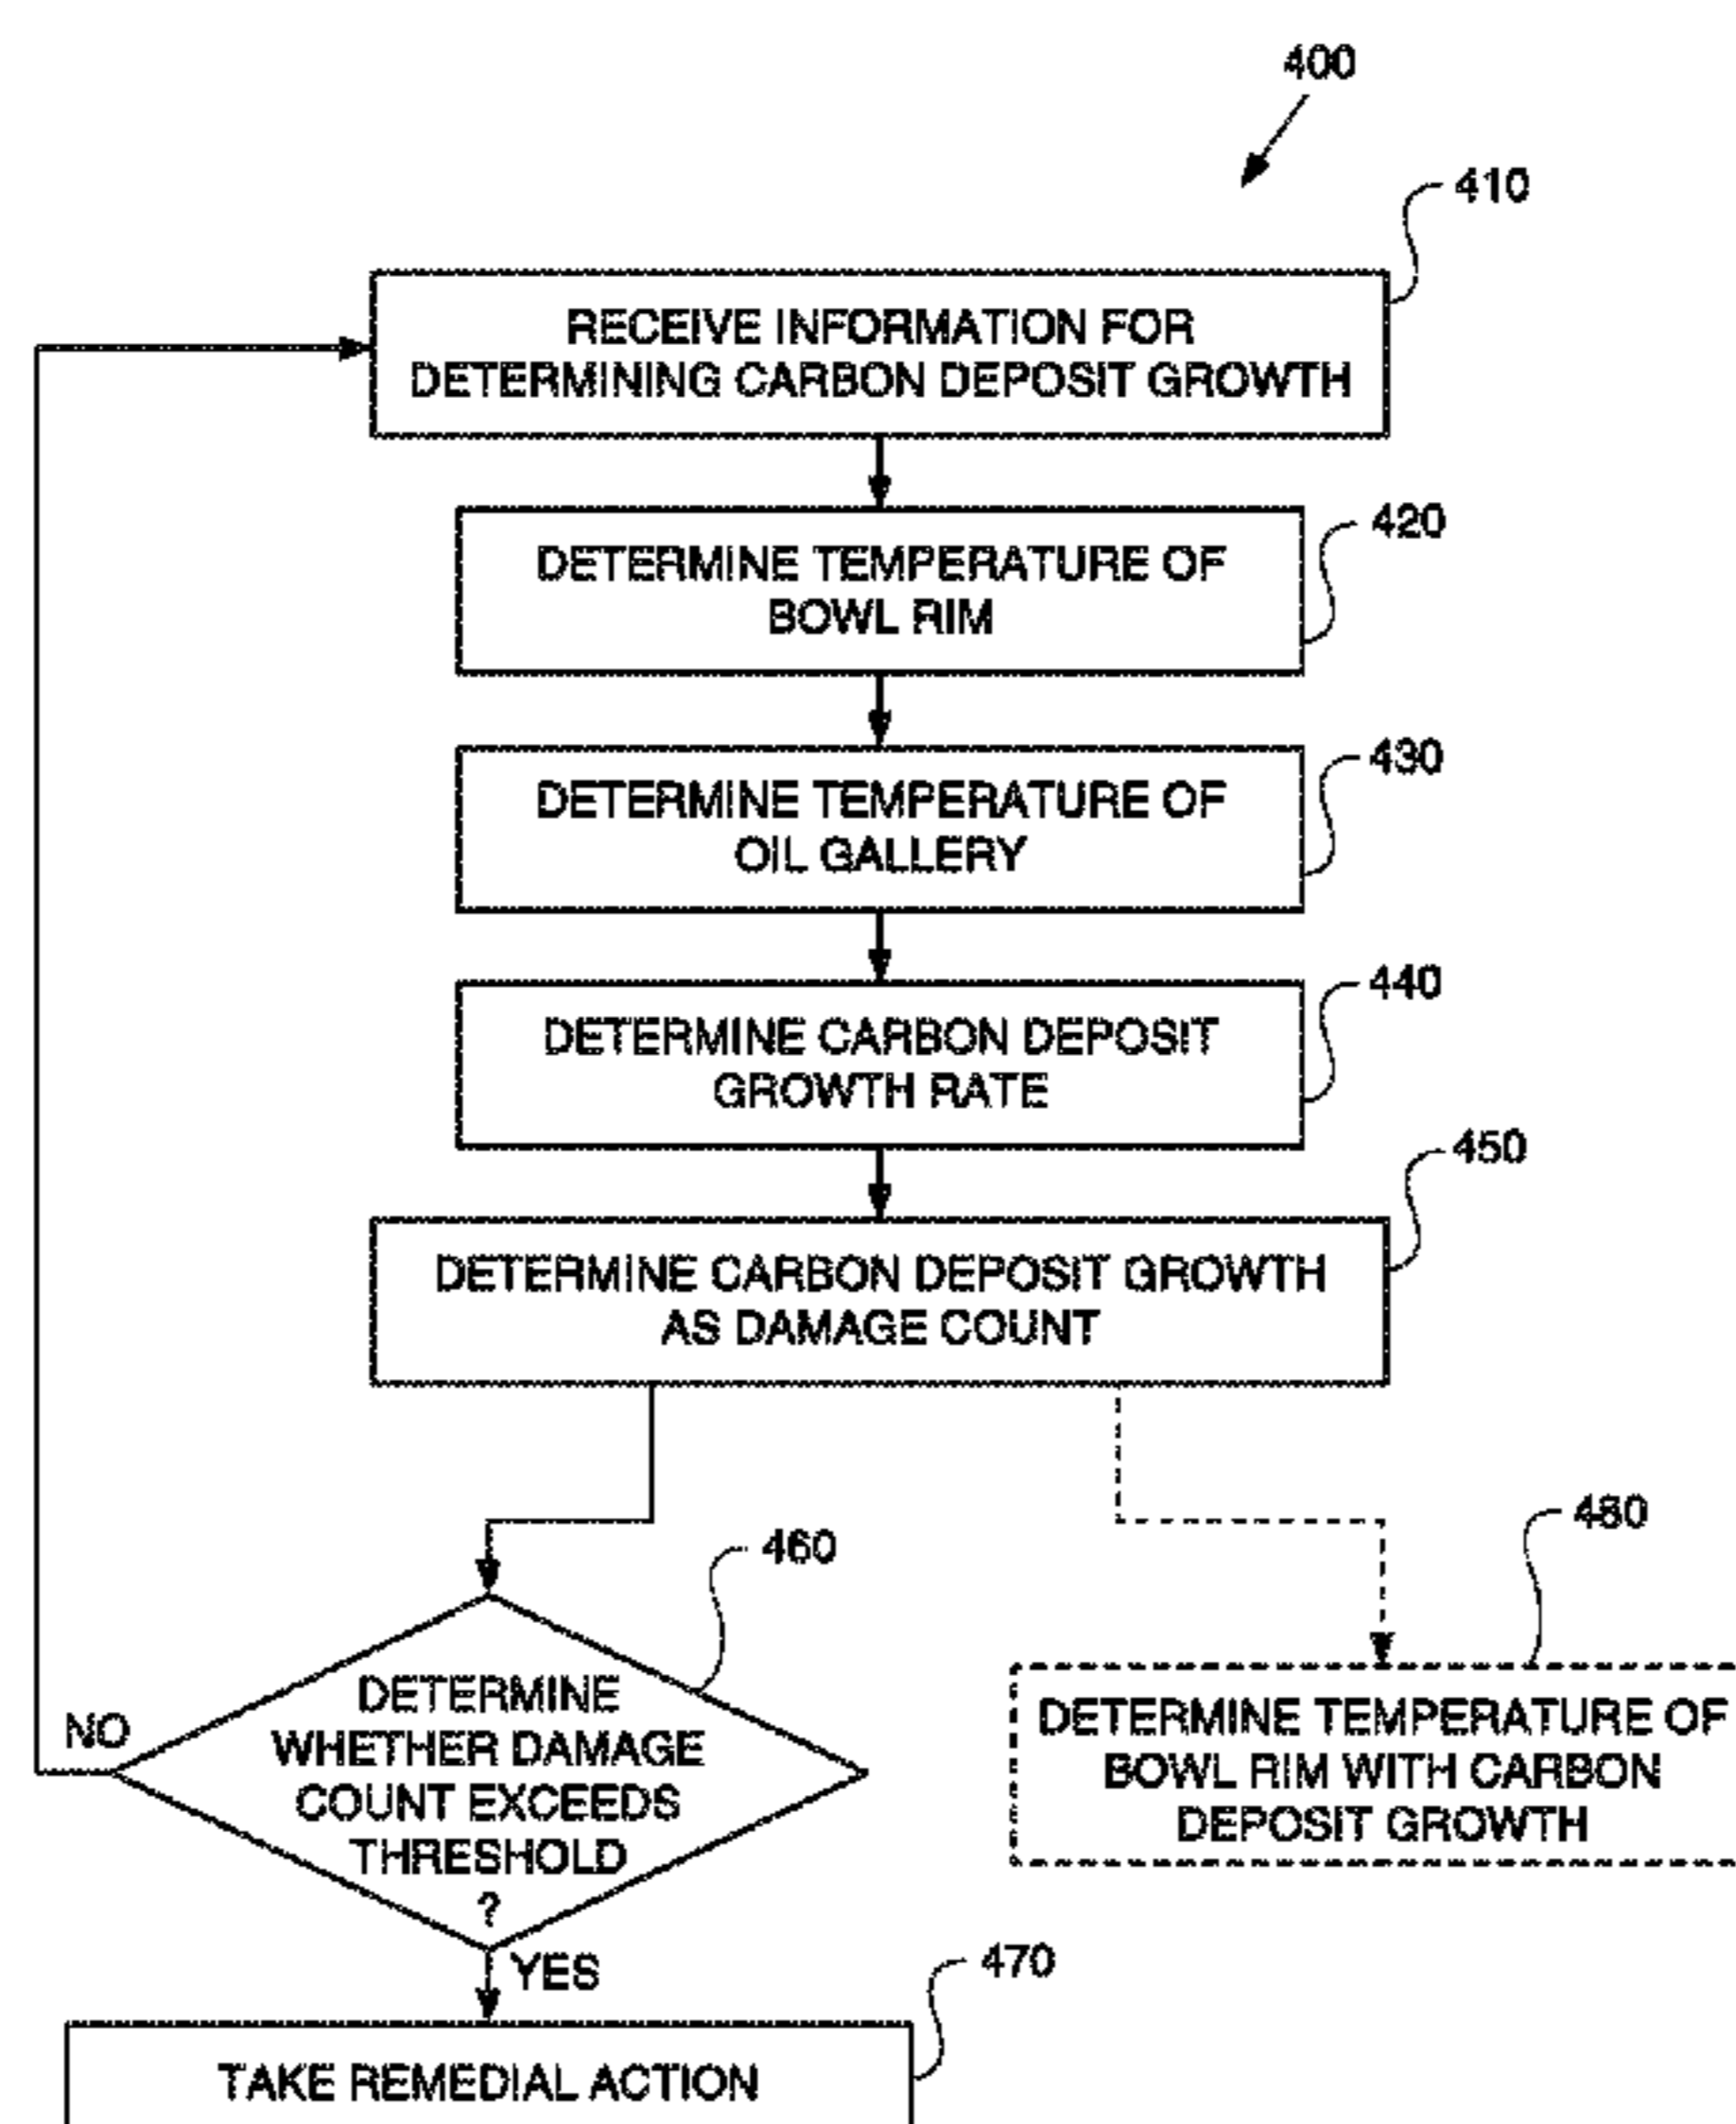 400
410
RECEIVE INFORMATION FOR
DETERMINING CARBON DEPOSIT GROWTH
420
DETERMINE TEMPERATURE OF
BOWL RIM
430
DETERMINE TEMPERATURE OF
OIL GALLERY
440
DETERMINE CARBON DEPOSIT
GROWTH RATE
450
DETERMINE CARBON DEPOSIT GROWTH
AS DAMAGE COUNT
460
DETERMINE
WHETHER DAMAGE
COUNT EXCEEDS
THRESHOLD
?
NO
YES
480
DETERMINE TEMPERATURE OF
BOWL RIM WITH CARBON
DEPOSIT GROWTH
470
TAKE REMEDIAL ACTION